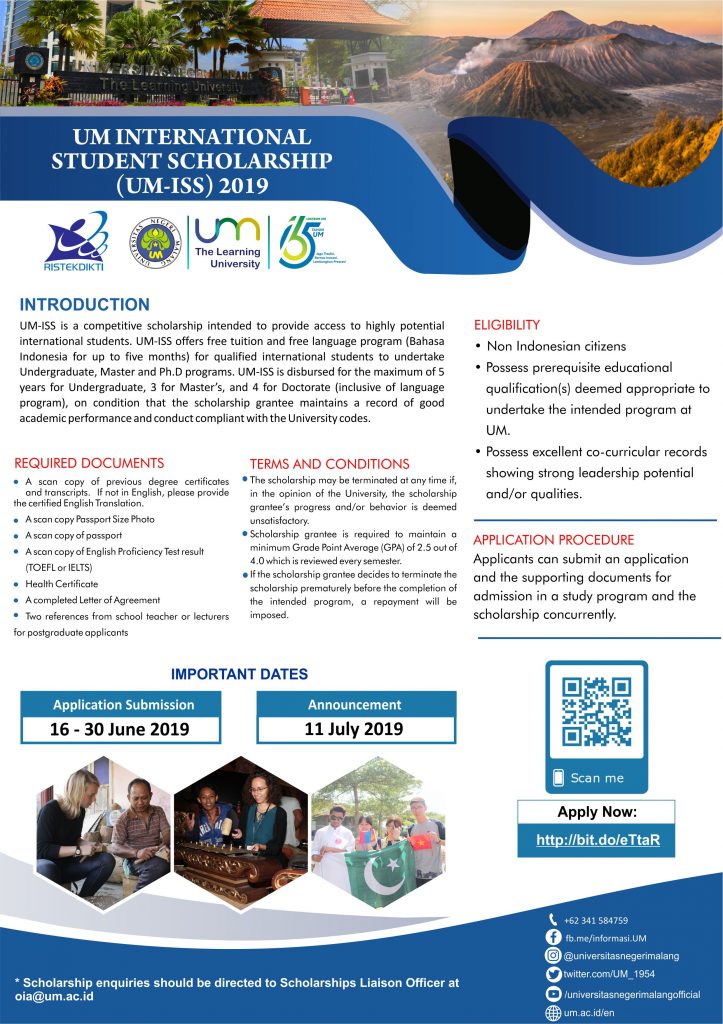 The Learning University
UM INTERNATIONAL
STUDENT SCHOLARSHIP
(UM-ISS) 2019
RISTEKDIKTI
UNIVERSITAS NEGERI MALANG
UM
um
The Learning
University
65
TAHUN
UM
INTRODUCTION
UM-ISS is a competitive scholarship intended to provide access to highly potential
international students. UM-ISS offers free tuition and free language program (Bahasa
Indonesia for up to five months) for qualified international students to undertake
Undergraduate, Master and Ph.D programs. UM-ISS is disbursed for the maximum of 5
years for Undergraduate, 3 for Master's, and 4 for Doctorate (inclusive of language
program), on condition that the scholarship grantee maintains a record of good
academic performance and conduct compliant with the University codes.
ELIGIBILITY
• Non Indonesian citizens
• Possess prerequisite educational
qualification(s) deemed appropriate to
undertake the intended program at
UM.
• Possess excellent co-curricular records
showing strong leadership potential
and/or qualities.
REQUIRED DOCUMENTS
• A scan copy of previous degree certificates
and transcripts. If not in English, please provide
the certified English Translation.
• A scan copy Passport Size Photo
• A scan copy of passport
• A scan copy of English Proficiency Test result
(TOEFL or IELTS)
• Health Certificate
• A completed Letter of Agreement
• Two references from school teacher or lecturers
for postgraduate applicants
TERMS AND CONDITIONS
• The scholarship may be terminated at any time if,
in the opinion of the University, the scholarship
grantee's progress and/or behavior is deemed
unsatisfactory.
• Scholarship grantee is required to maintain a
minimum Grade Point Average (GPA) of 2.5 out of
4.0 which is reviewed every semester.
• If the scholarship grantee decides to terminate the
scholarship prematurely before the completion of
the intended program, a repayment will be
imposed.
APPLICATION PROCEDURE
Applicants can submit an application
and the supporting documents for
admission in a study program and the
scholarship concurrently.
IMPORTANT DATES
Application Submission
16 - 30 June 2019
Announcement
11 July 2019
Scan me
Apply Now:
http://bit.do/eTtaR
+62 341 584759
fb.me/informasi.UM
@universitasnegerimalang
twitter.com/UM_1954
/universitasnegerimalangofficial
um.ac.id/en
* Scholarship enquiries should be directed to Scholarships Liaison Officer at
oia@um.ac.id